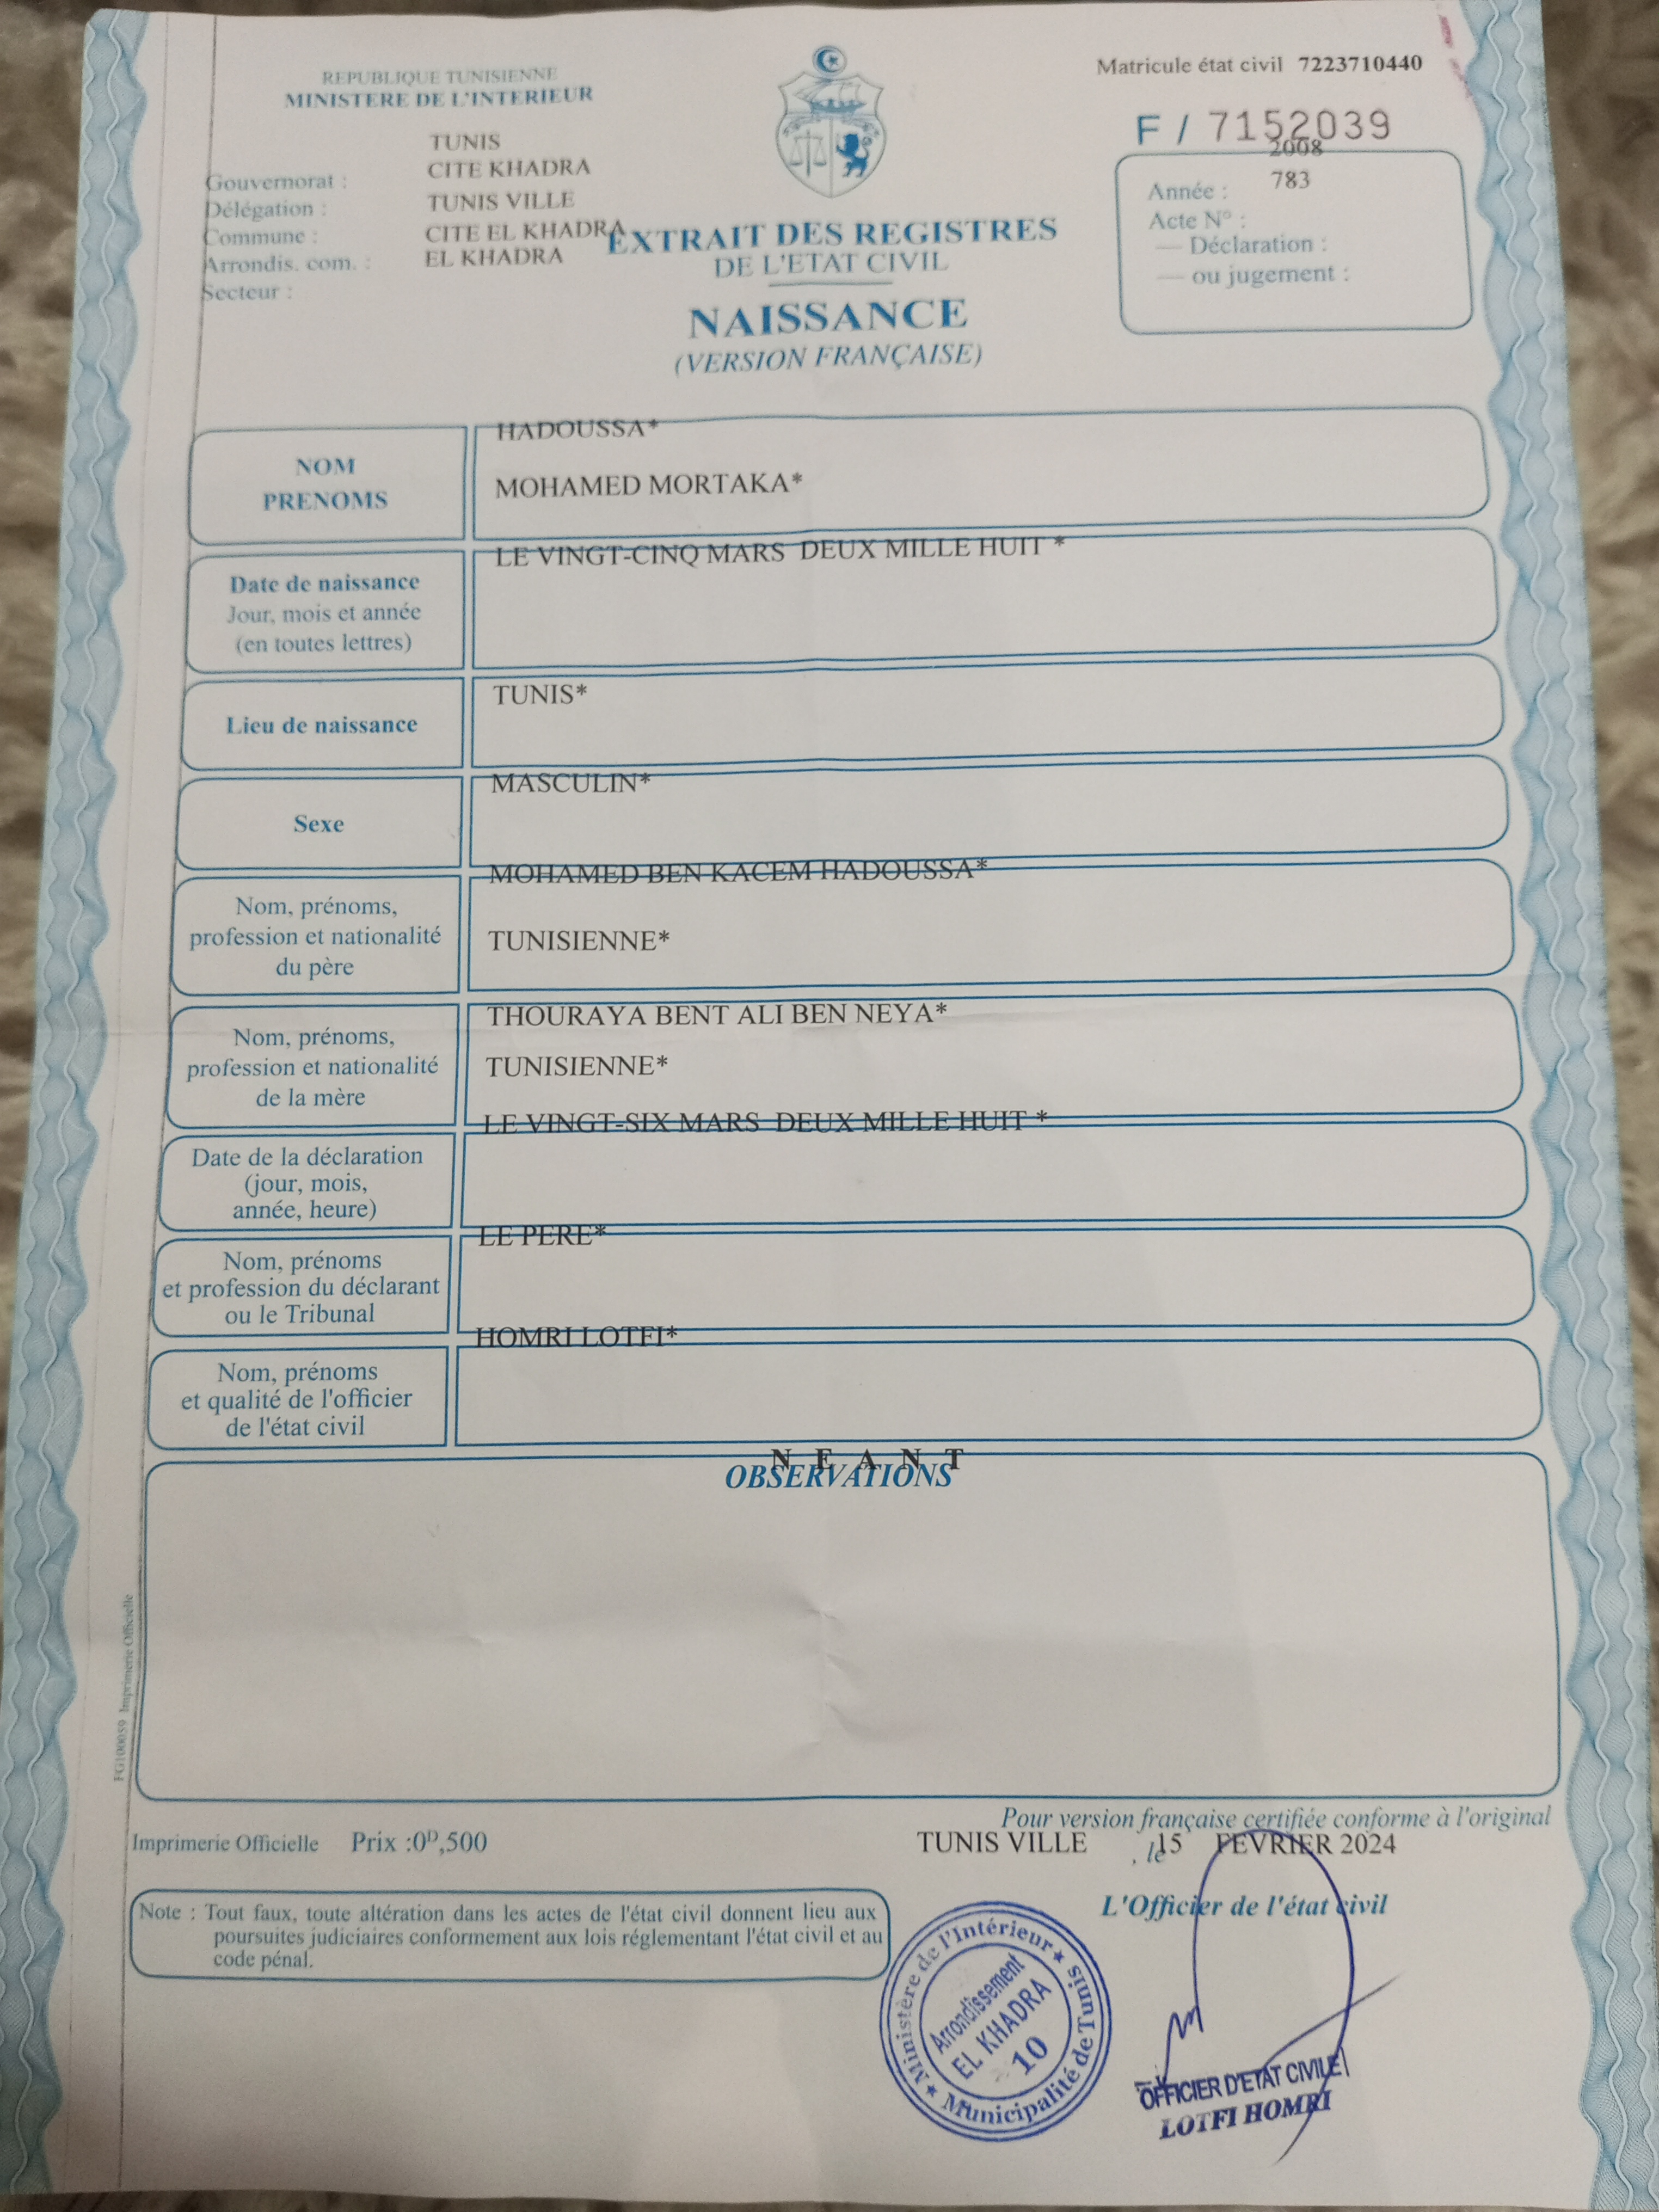 REPUBLIQUE TUNISIENNE
MINISTERE DE L'INTERIEUR
Matricule état civil 7223710440
F / 7152039
Gouvernorat : TUNIS
Délégation : CITE KHADRA
Commune : TUNIS VILLE
Arrondis. com. : CITE EL KHADRA
Secteur : EL KHADRA
Année : 2008
Acte N° : 783
— Déclaration :
— ou jugement :
EXTRAIT DES REGISTRES
DE L'ETAT CIVIL
NAISSANCE
(VERSION FRANÇAISE)
NOM
PRENOMS
HADOUSSA*
MOHAMED MORTAKA*
Date de naissance
Jour, mois et année
(en toutes lettres)
LE VINGT-CINQ MARS DEUX MILLE HUIT *
Lieu de naissance
TUNIS*
Sexe
MASCULIN*
Nom, prénoms,
profession et nationalité
du père
MOHAMED BEN KACEM HADOUSSA*
TUNISIENNE*
Nom, prénoms,
profession et nationalité
de la mère
THOURAYA BENT ALI BEN NEYA*
TUNISIENNE*
Date de la déclaration
(jour, mois,
année, heure)
LE VINGT-SIX MARS DEUX MILLE HUIT *
Nom, prénoms
et profession du déclarant
ou le Tribunal
LE PERE*
Nom, prénoms
et qualité de l'officier
de l'état civil
HOMRI LOTFI*
N E A N T
OBSERVATIONS
FG100059 Imprimerie Officielle
Pour version française certifiée conforme à l'original
Imprimerie Officielle Prix :0ᴰ,500
TUNIS VILLE , le 15 FEVRIER 2024
L'Officier de l'état civil
Note : Tout faux, toute altération dans les actes de l'état civil donnent lieu aux
poursuites judiciaires conformement aux lois réglementant l'état civil et au
code pénal.
Ministère de l'Intérieur
Municipalité de Tunis
Arrondissement
EL KHADRA
10
OFFICIER D'ETAT CIVILE
LOTFI HOMRI